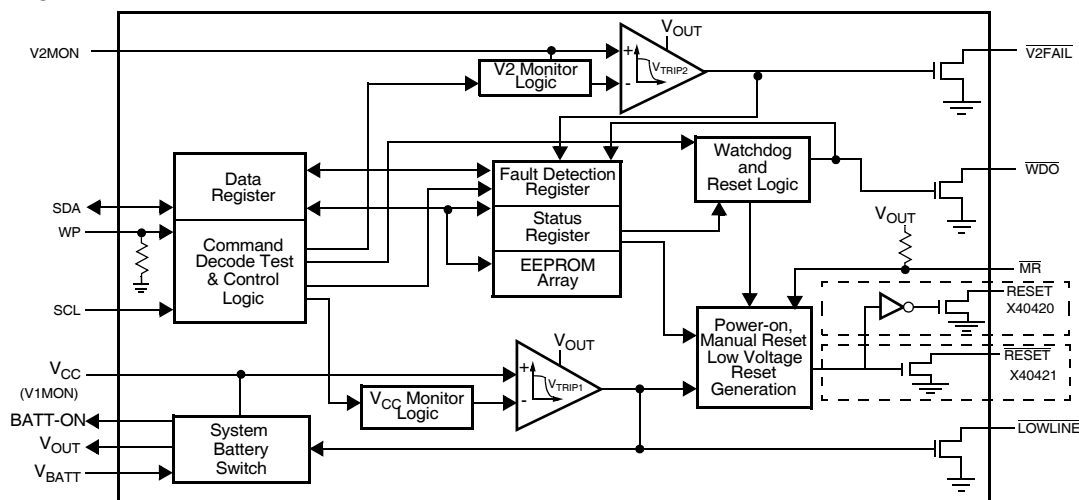 V2MON
V2 Monitor
Logic
+
-
VTRIP2
VOUT
V2FAIL
Data
Register
Fault Detection
Register
Status
Register
EEPROM
Array
Watchdog
and
Reset Logic
WDO
SDA
WP
Command
Decode Test
& Control
Logic
SCL
VOUT
MR
RESET
X40420
Power-on,
Manual Reset
Low Voltage
Reset
Generation
RESET
X40421
VCC
(V1MON)
VCC Monitor
Logic
+
-
VTRIP1
VOUT
BATT-ON
VOUT
VBATT
System
Battery
Switch
LOWLINE